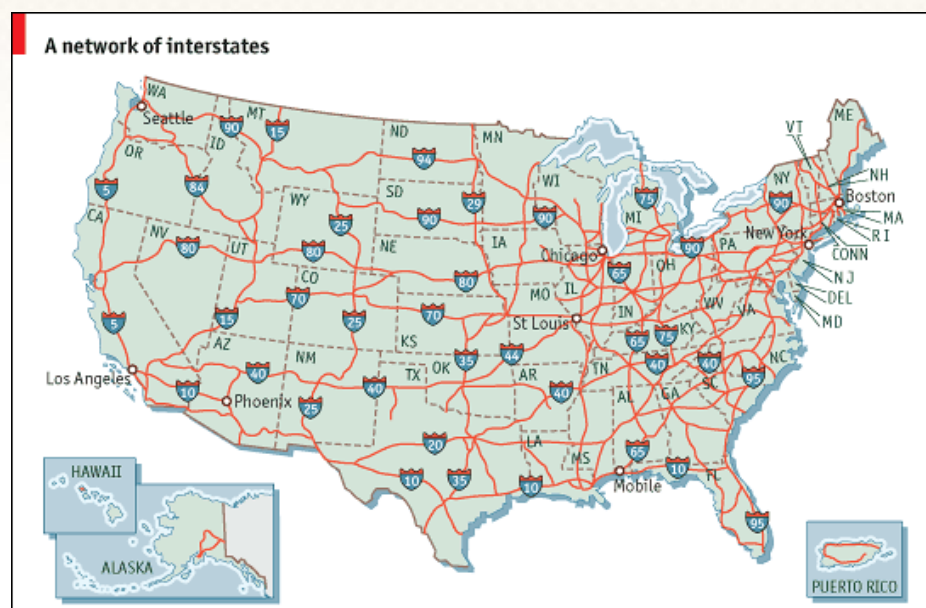 A network of interstates
WA
Seattle
MT
90
15
ID
OR
ND
94
MN
VT
ME
5
84
SD
29
WI
75
MI
NY
90
NH
Boston
CA
WY
25
90
90
MA
RI
NV
80
UT
80
NE
IA
Chicago
90
PA
New York
CONN
65
OH
NJ
CO
70
80
MO
IL
IN
WV
VA
DEL
MD
5
15
25
70
KS
St Louis
65
75
KY
AZ
NM
OK
35
44
TN
40
40
NC
Los Angeles
10
40
TX
40
AR
40
SC
95
Phoenix
25
AL
GA
20
LA
MS
65
10
FL
10
35
10
Mobile
95
HAWAII
ALASKA
PUERTO RICO